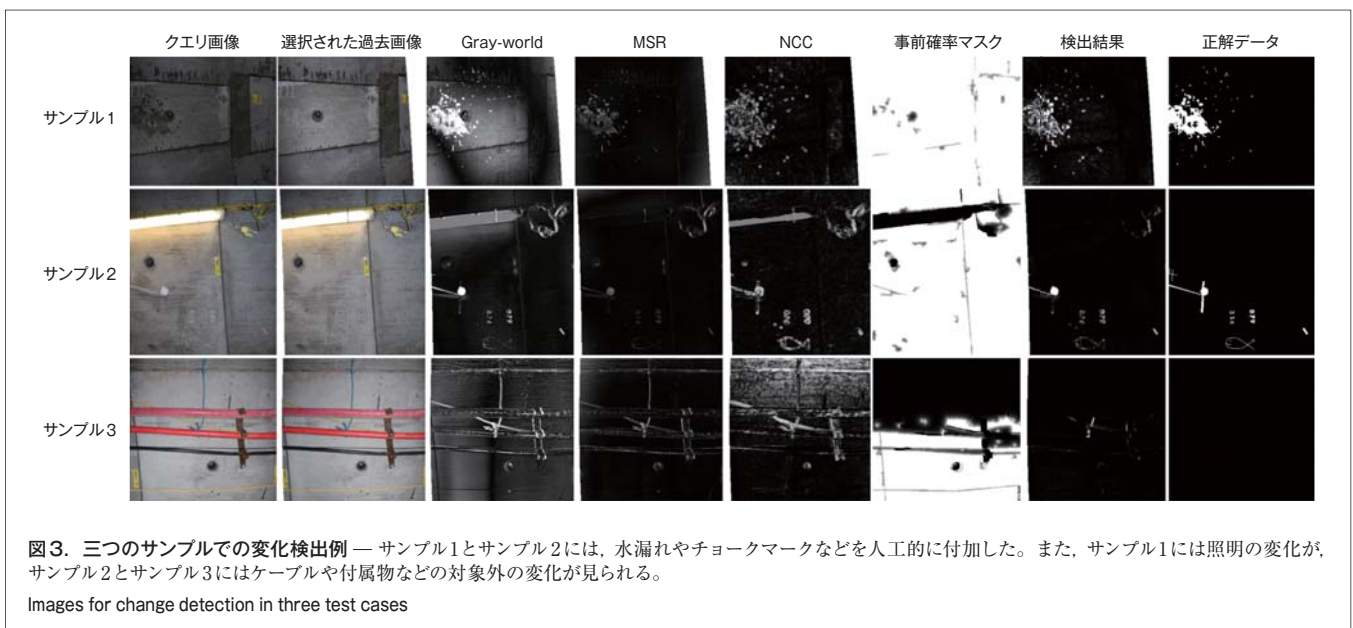 クエリ画像 選択された過去画像 Gray-world MSR NCC 事前確率マスク 検出結果 正解データ
サンプル1
サンプル2
サンプル3
図3. 三つのサンプルでの変化検出例 — サンプル1とサンプル2には, 水漏れやチョークマークなどを人工的に付加した。また, サンプル1には照明の変化が,
サンプル2とサンプル3にはケーブルや付属物などの対象外の変化が見られる。
Images for change detection in three test cases